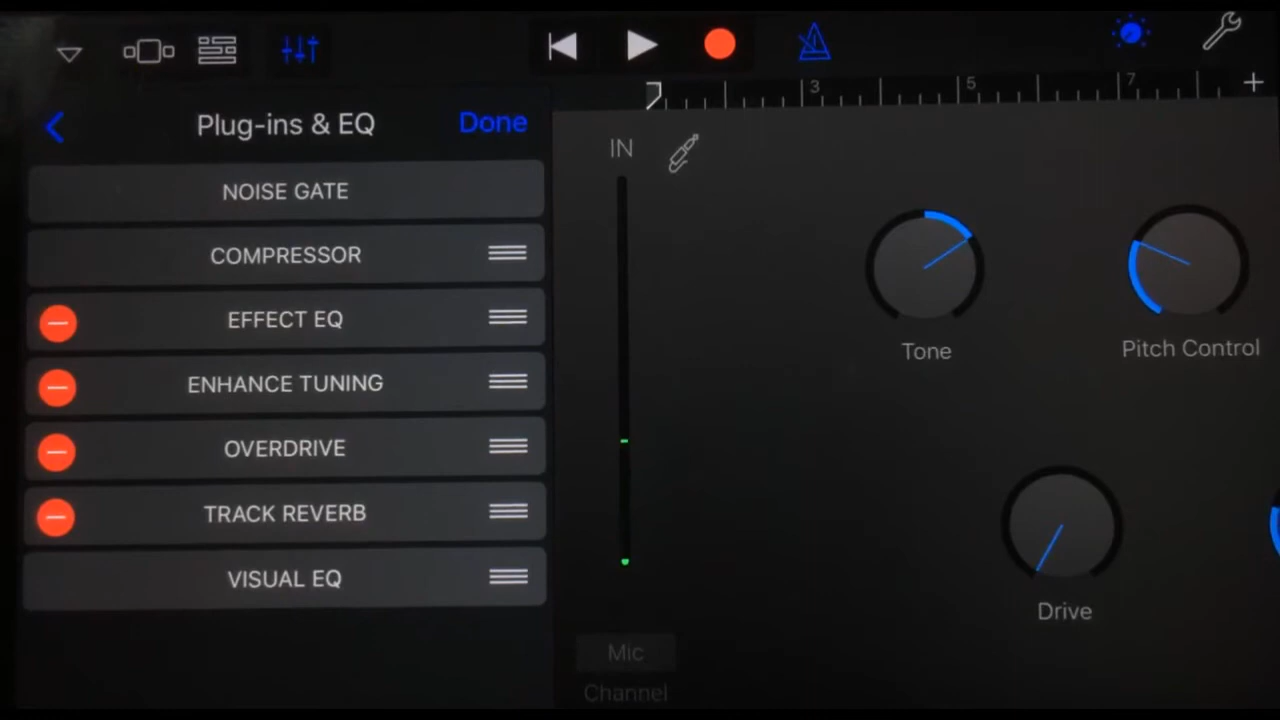 3
5
7
+
Plug-ins & EQ
Done
NOISE GATE
COMPRESSOR
EFFECT EQ
ENHANCE TUNING
OVERDRIVE
TRACK REVERB
VISUAL EQ
IN
Tone
Pitch Control
Drive
Mic
Channel